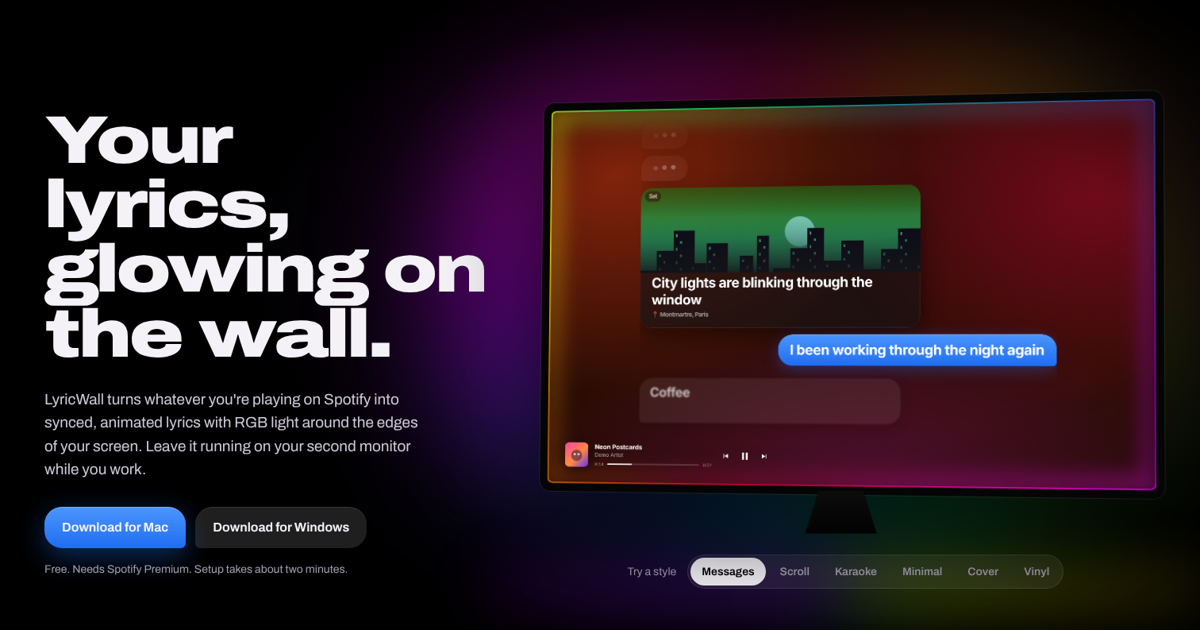 Your
lyrics,
glowing on
the wall.
LyricWall turns whatever you're playing on Spotify into
synced, animated lyrics with RGB light around the edges
of your screen. Leave it running on your second monitor
while you work.
Download for Mac
Download for Windows
Free. Needs Spotify Premium. Setup takes about two minutes.
Sat
City lights are blinking through the
window
Montmartre, Paris
I been working through the night again
Coffee
Neon Postcards
Demo Artist
Try a style
Messages
Scroll
Karaoke
Minimal
Cover
Vinyl